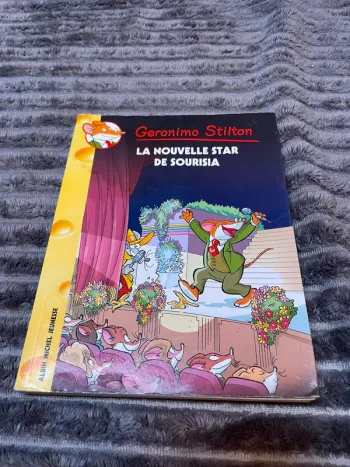 Geronimo Stilton
LA NOUVELLE STAR
DE SOURISIA
ALBIN MICHEL JEUNESSE